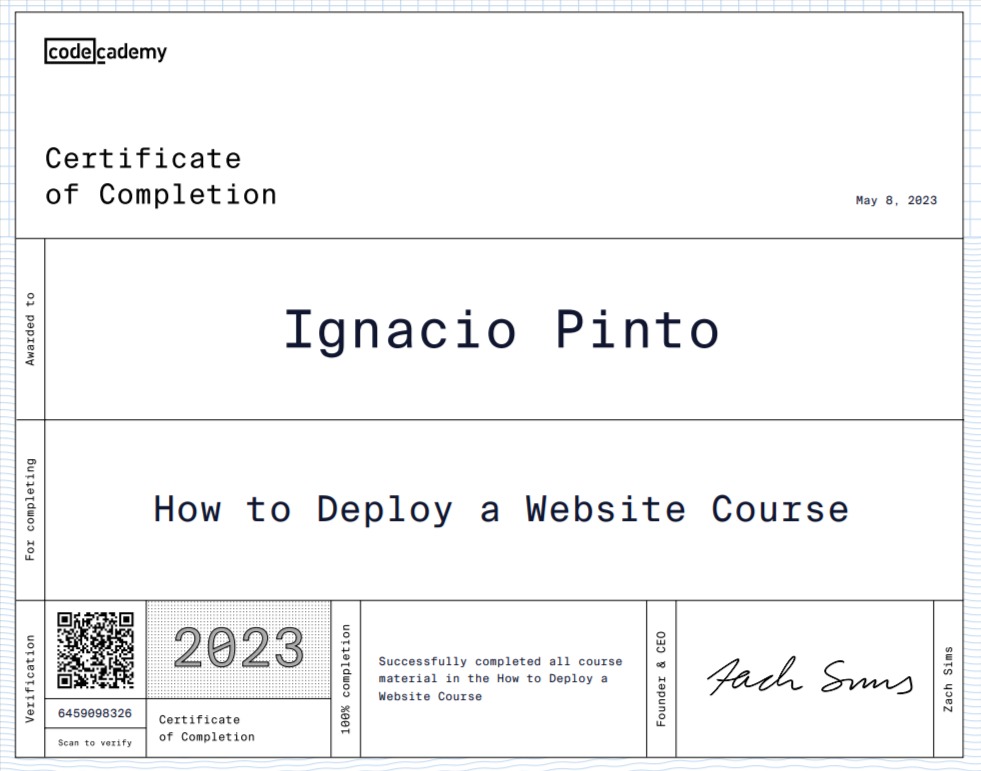 codecademy
Certificate
of Completion
May 8, 2023
Awarded to
Ignacio Pinto
For completing
How to Deploy a Website Course
Verification
6459098326
Scan to verify
2023
Certificate
of Completion
100% completion
Successfully completed all course
material in the How to Deploy a
Website Course
Founder & CEO
Zach Sims
Zach Sims